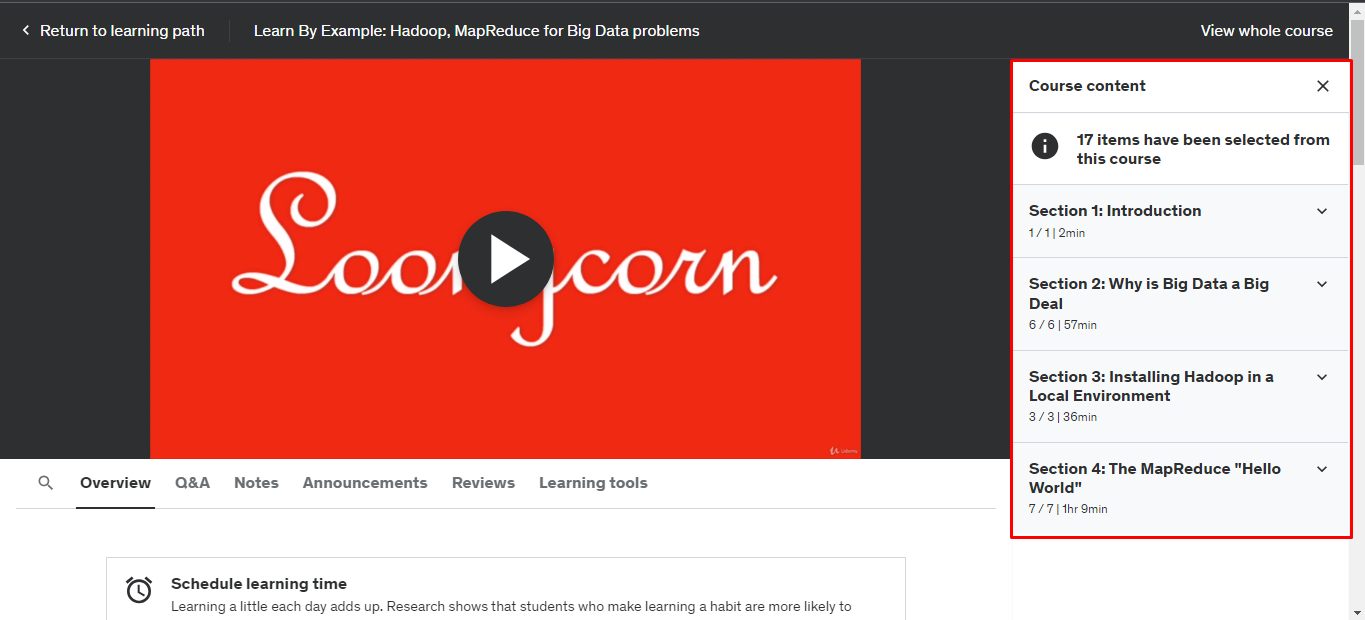 Return to learning path
Learn By Example: Hadoop, MapReduce for Big Data problems
View whole course
Course content
17 items have been selected from
this course
Section 1: Introduction
1 / 1 | 2min
Section 2: Why is Big Data a Big
Deal
6 / 6 | 57min
Section 3: Installing Hadoop in a
Local Environment
3 / 3 | 36min
Section 4: The MapReduce "Hello
World"
7 / 7 | 1hr 9min
Udemy
Overview
Q&A
Notes
Announcements
Reviews
Learning tools
Schedule learning time
Learning a little each day adds up. Research shows that students who make learning a habit are more likely to